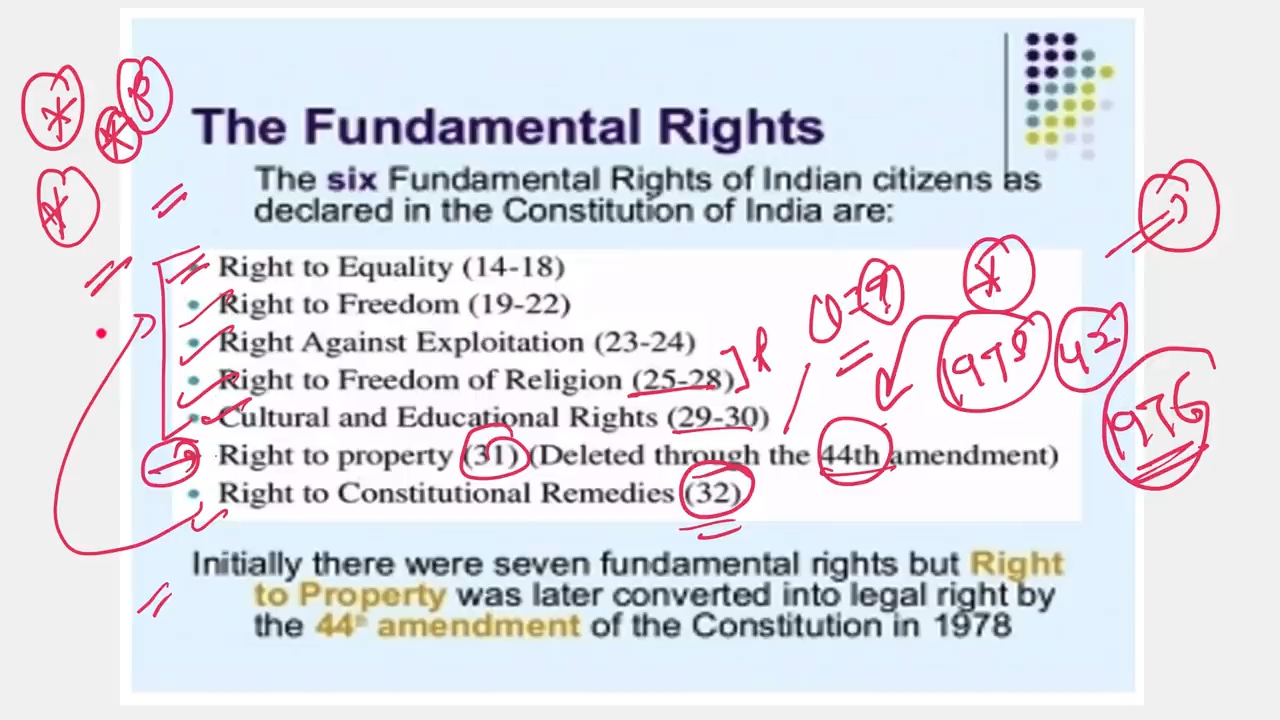 The Fundamental Rights
The six Fundamental Rights of Indian citizens as
declared in the Constitution of India are:
Right to Equality (14-18)
Right to Freedom (19-22)
Right Against Exploitation (23-24)
Right to Freedom of Religion (25-28)
Cultural and Educational Rights (29-30)
Right to property (31) (Deleted through the 44th amendment)
Right to Constitutional Remedies (32)
Initially there were seven fundamental rights but Right
to Property was later converted into legal right by
the 44th amendment of the Constitution in 1978
1978
42
1976